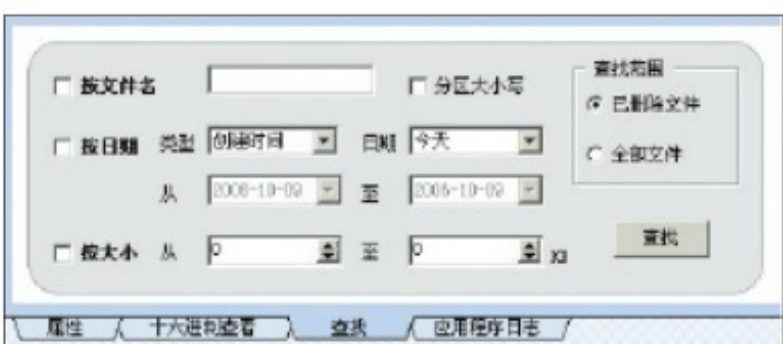 按文件名 分区大小写
查找范围
已删除文件
按日期 类型 创建时间 日期 今天
全部文件
从 2006-10-09 至 2006-10-09
按大小 从 0 至 0 KB
查找
属性 十六进制查看 查找 应用程序日志